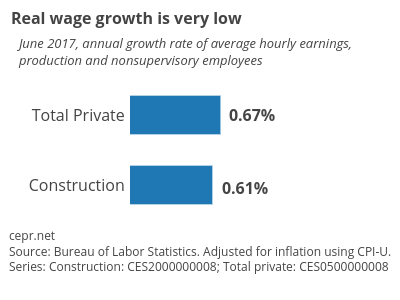 Real wage growth is very low
June 2017, annual growth rate of average hourly earnings,
production and nonsupervisory employees
Total Private 0.67%
Construction 0.61%
cepr.net
Source: Bureau of Labor Statistics. Adjusted for inflation using CPI-U.
Series: Construction: CES2000000008; Total private: CES0500000008